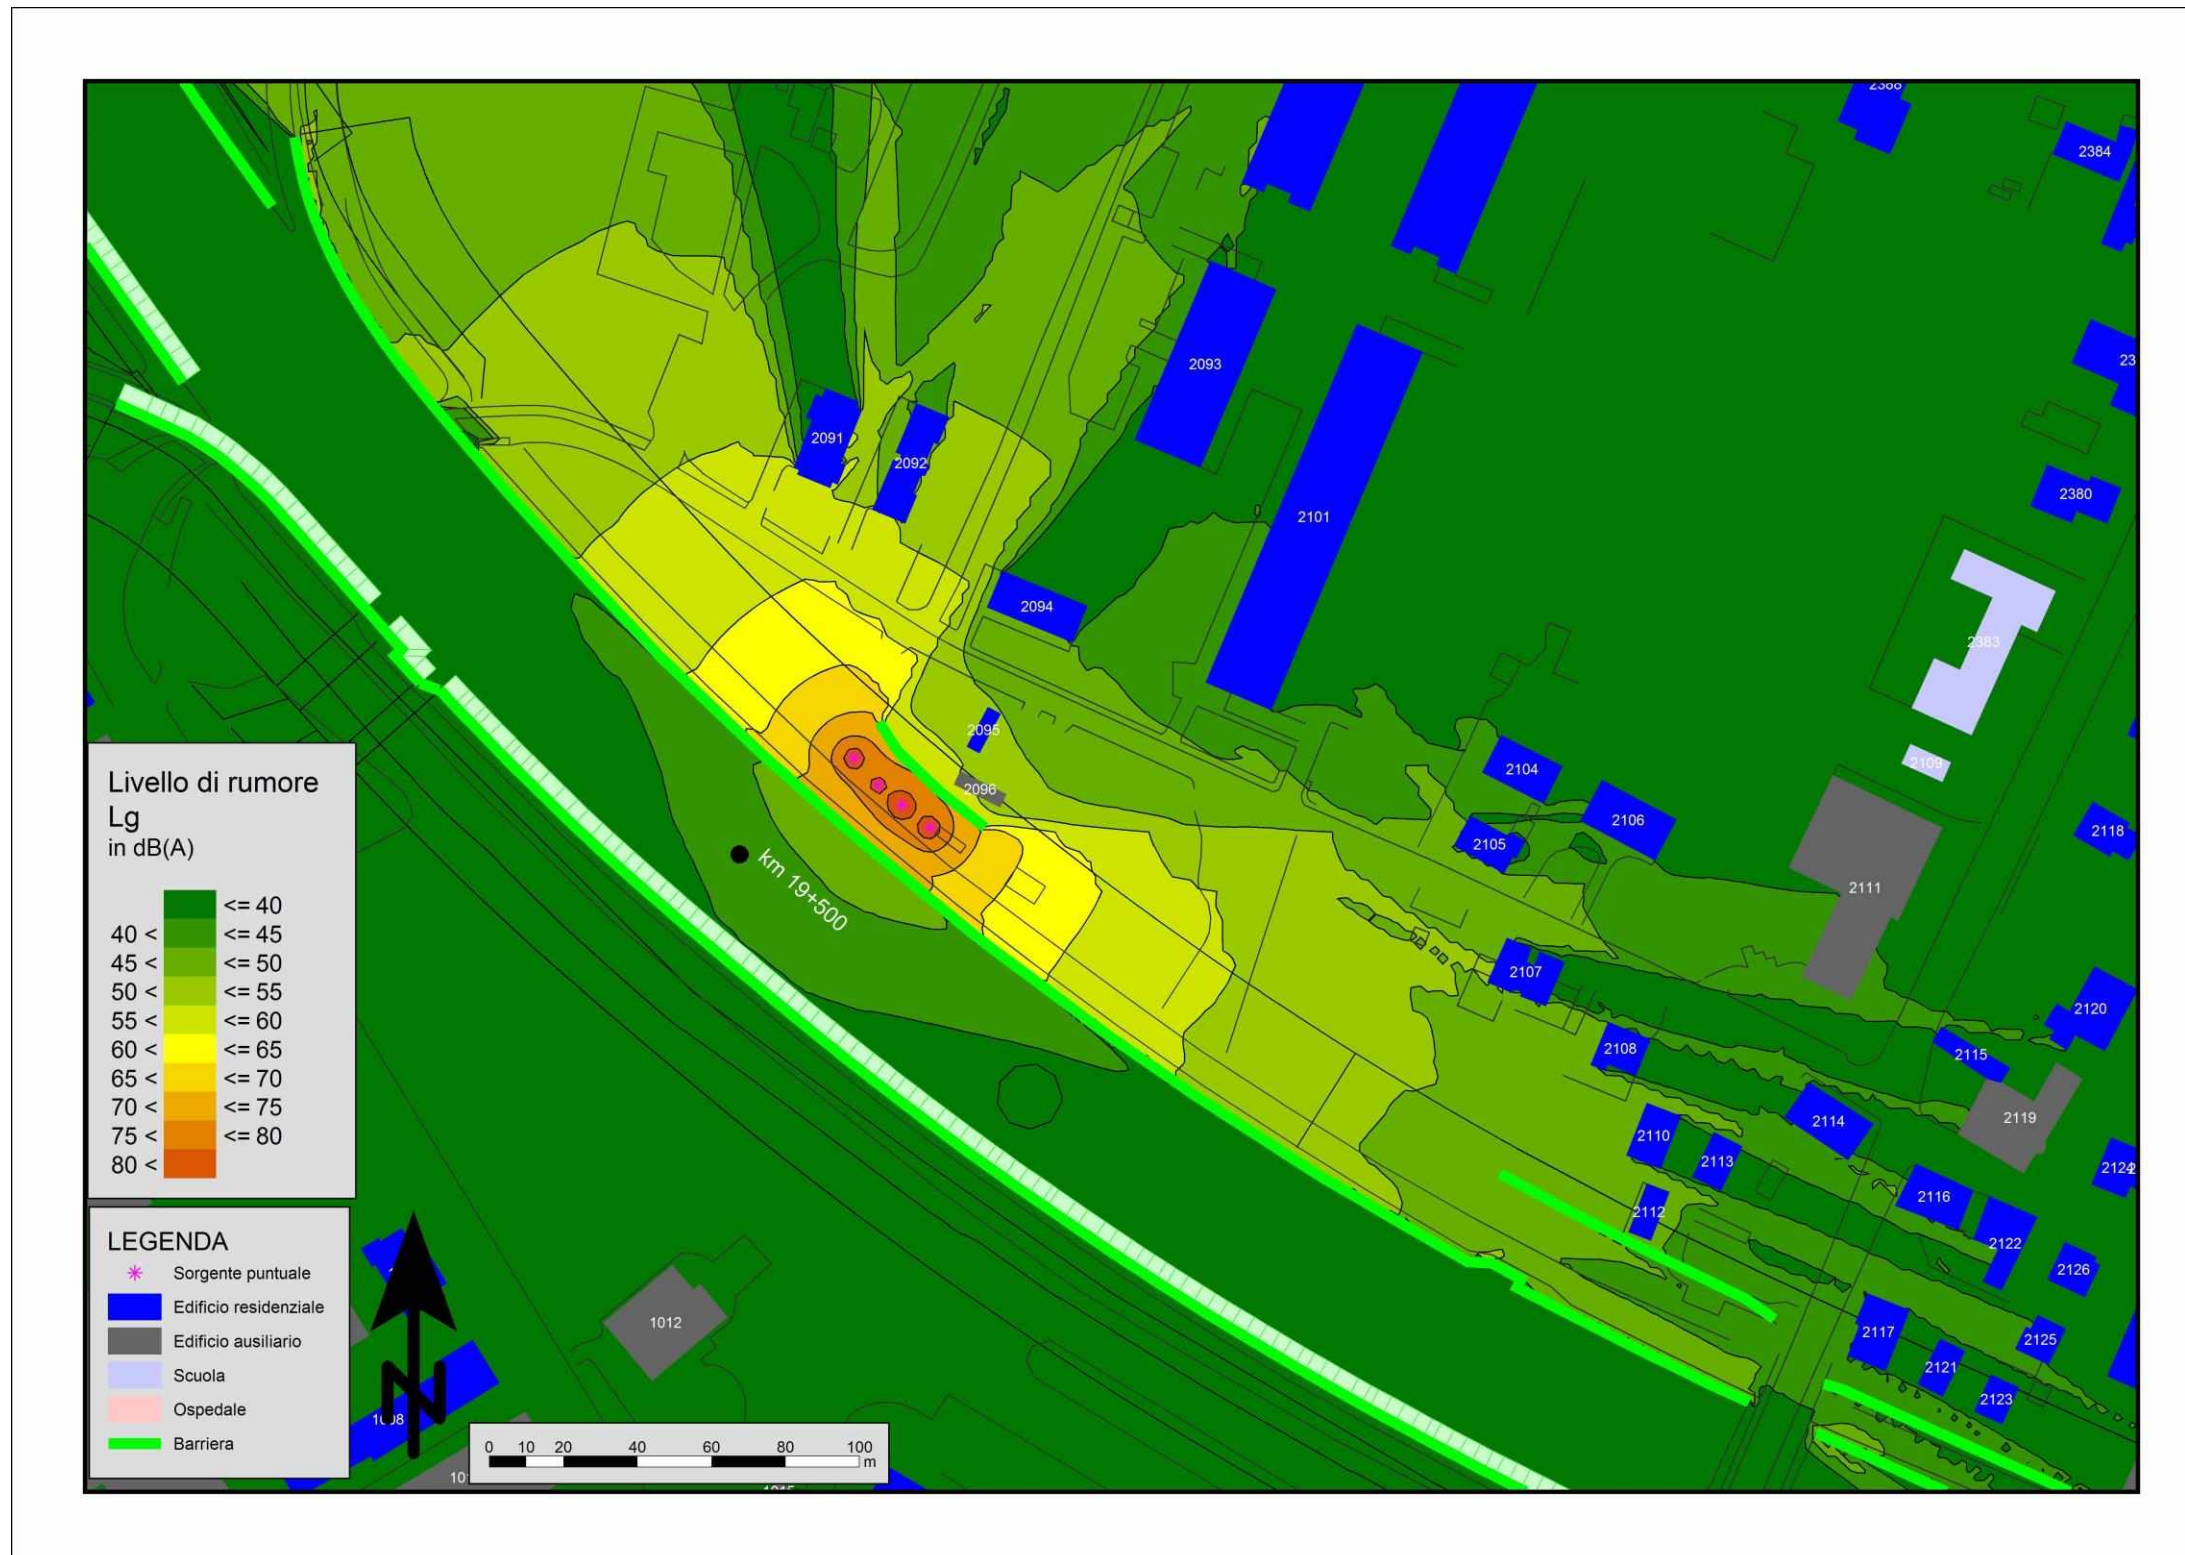 2388
2384
2093
23
2091
2092
2380
2101
2094
2383
2095
2109
2104
2096
2106
2118
2105
km 19+500
2111
2107
2120
2108
2115
2119
2114
2110
2113
2124
2116
2112
2122
2126
2117
2125
2121
2123
1012
Livello di rumore
Lg
in dB(A)
<= 40
40 < <= 45
45 < <= 50
50 < <= 55
55 < <= 60
60 < <= 65
65 < <= 70
70 < <= 75
75 < <= 80
80 <
LEGENDA
Sorgente puntuale
Edificio residenziale
Edificio ausiliario
Scuola
Ospedale
Barriera
N
0 10 20 40 60 80 100
m